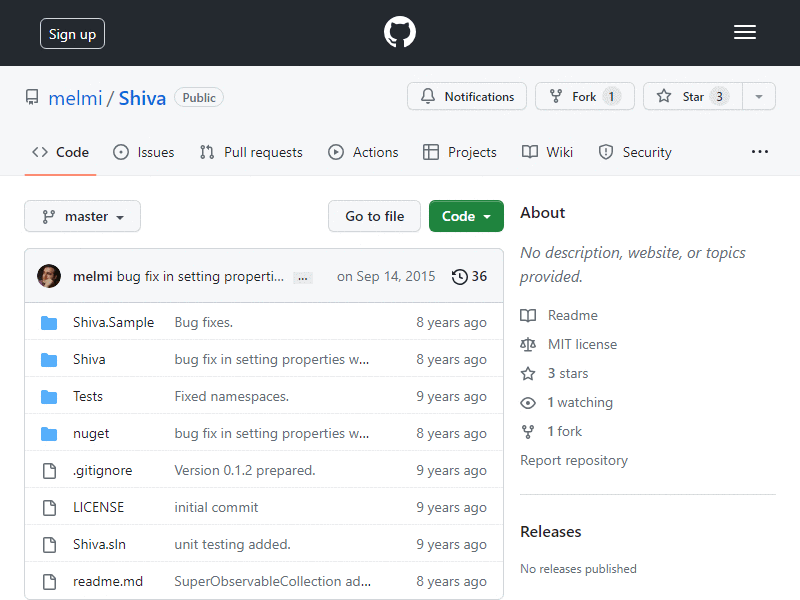 Sign up
melmi / Shiva Public
Notifications Fork 1 Star 3
Code Issues Pull requests Actions Projects Wiki Security ...
master Go to file Code
melmi bug fix in setting properti... ... on Sep 14, 2015 36
Shiva.Sample Bug fixes. 8 years ago
Shiva bug fix in setting properties w... 8 years ago
Tests Fixed namespaces. 9 years ago
nuget bug fix in setting properties w... 8 years ago
.gitignore Version 0.1.2 prepared. 9 years ago
LICENSE initial commit 9 years ago
Shiva.sln unit testing added. 9 years ago
readme.md SuperObservableCollection ad... 8 years ago
About
No description, website, or topics
provided.
Readme
MIT license
3 stars
1 watching
1 fork
Report repository
Releases
No releases published